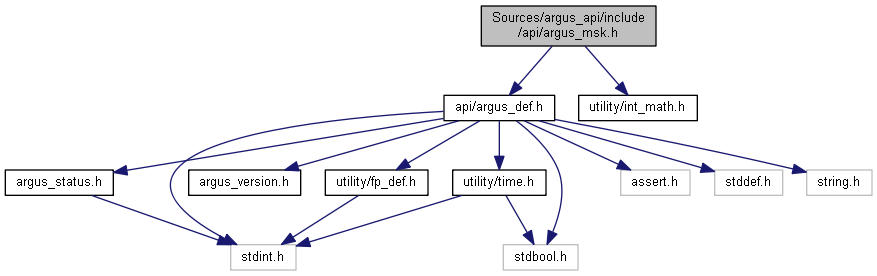 Sources/argus_api/include
/api/argus_msk.h
api/argus_def.h
utility/int_math.h
argus_status.h
argus_version.h
utility/fp_def.h
utility/time.h
assert.h
stddef.h
string.h
stdint.h
stdbool.h